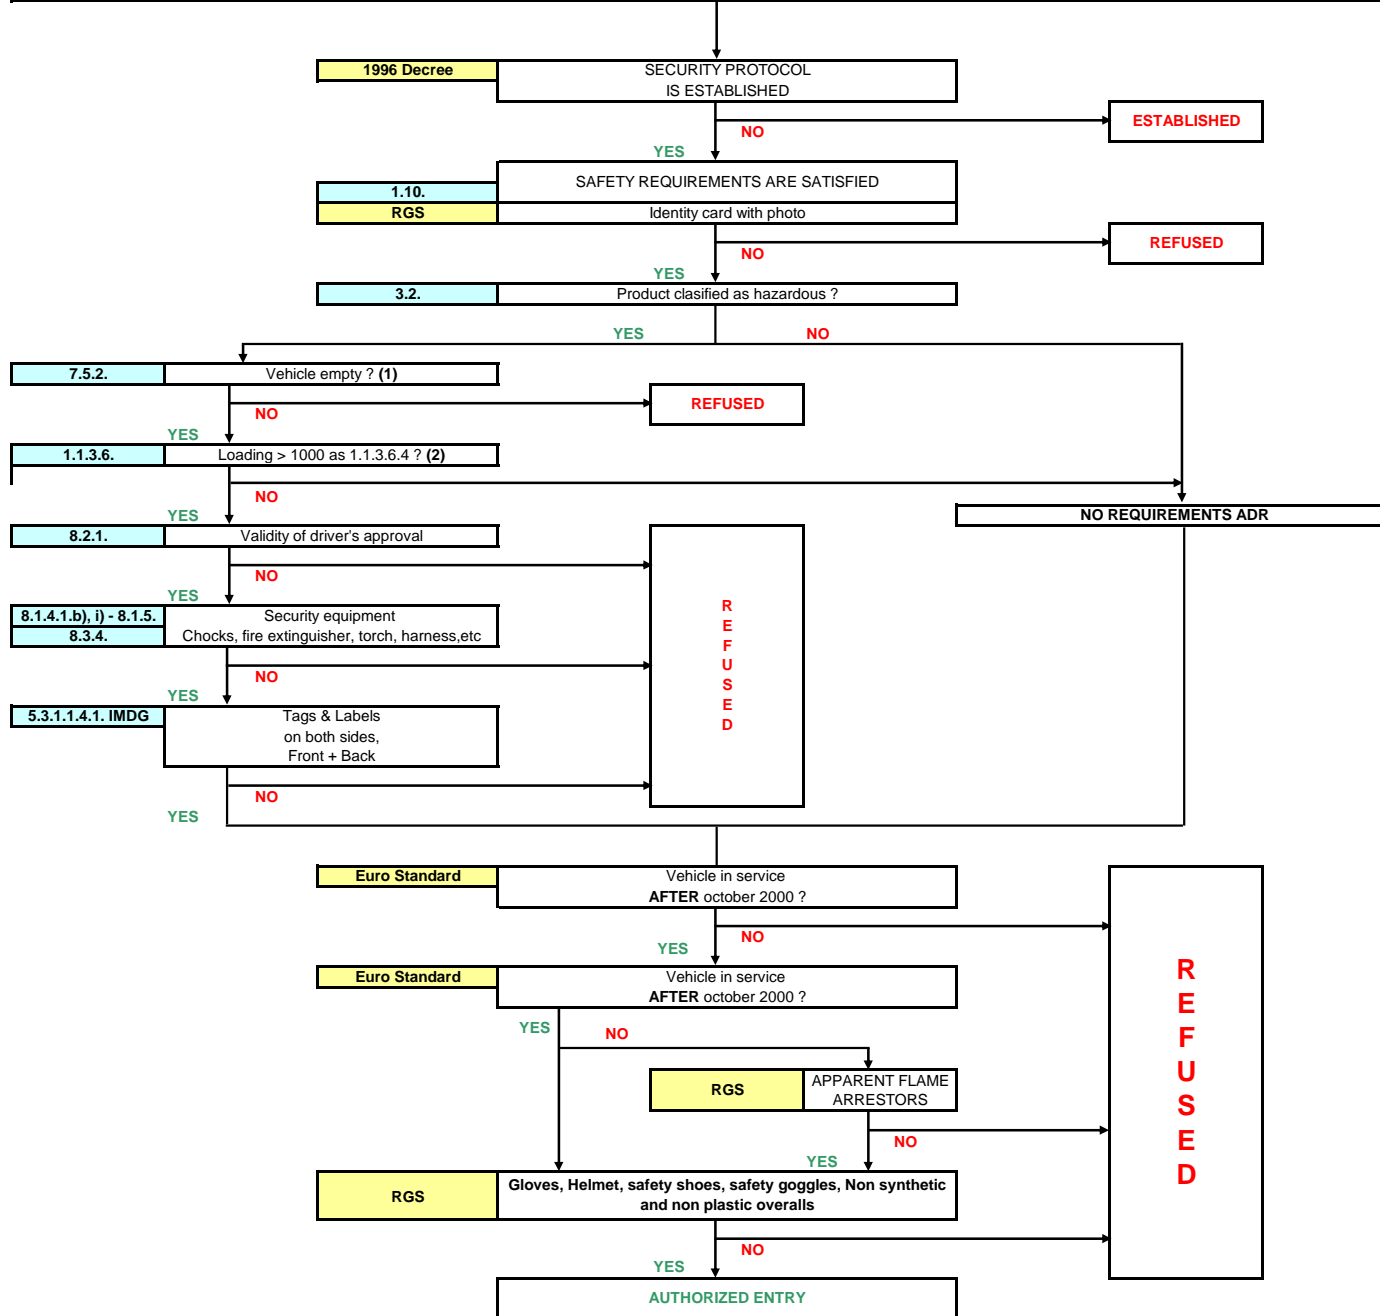 1996 Decree
SECURITY PROTOCOL
IS ESTABLISHED
NO
ESTABLISHED
YES
1.10.
SAFETY REQUIREMENTS ARE SATISFIED
RGS
Identity card with photo
NO
REFUSED
YES
3.2.
Product clasified as hazardous ?
YES
NO
7.5.2.
Vehicle empty ? (1)
NO
REFUSED
YES
1.1.3.6.
Loading > 1000 as 1.1.3.6.4 ? (2)
NO
YES
NO REQUIREMENTS ADR
8.2.1.
Validity of driver's approval
NO
YES
8.1.4.1.b), i) - 8.1.5.
Security equipment
8.3.4.
Chocks, fire extinguisher, torch, harness,etc
R
E
F
U
S
E
D
NO
YES
5.3.1.1.4.1. IMDG
Tags & Labels
on both sides,
Front + Back
NO
YES
Euro Standard
Vehicle in service
AFTER october 2000 ?
NO
YES
Euro Standard
Vehicle in service
AFTER october 2000 ?
R
E
F
U
S
E
D
YES
NO
RGS
APPARENT FLAME
ARRESTORS
NO
YES
RGS
Gloves, Helmet, safety shoes, safety goggles, Non synthetic
and non plastic overalls
NO
YES
AUTHORIZED ENTRY